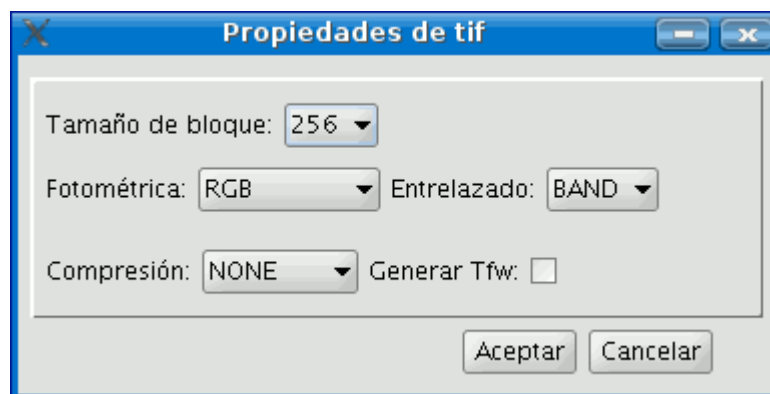 Propiedades de tif
Tamaño de bloque: 256
Fotométrica: RGB Entrelazado: BAND
Compresión: NONE Generar Tfw:
Aceptar Cancelar